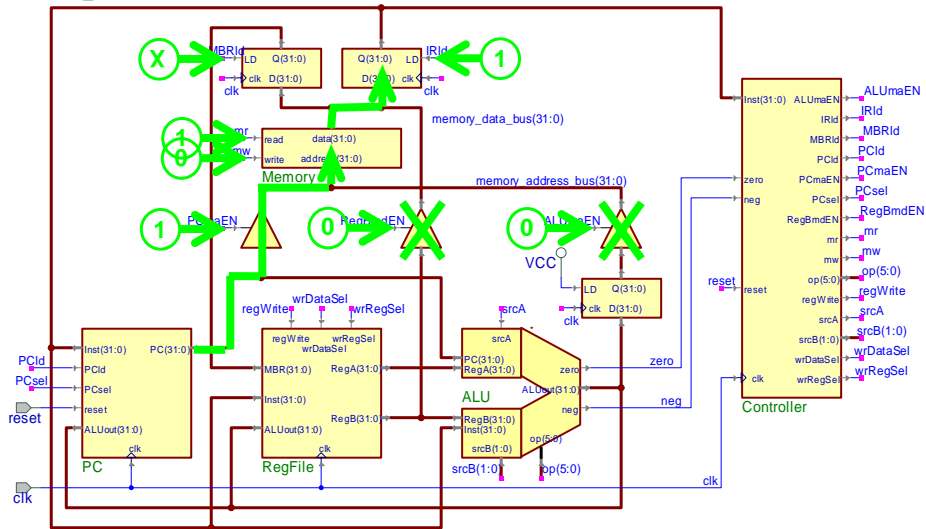 X
MBRld
LD
Q(31:0)
clk
D(31:0)
clk
Q(31:0)
LD
D(31:0)
clk
IRld
1
clk
memory_data_bus(31:0)
1
mr
read
data(31:0)
0
mw
write
address(31:0)
Memory
memory_address_bus(31:0)
1
PCmaEN
0
RegBmdEN
0
ALUmaEN
VCC
LD
Q(31:0)
clk
D(31:0)
clk
Inst(31:0)
PC(31:0)
PCld
PCld
PCsel
PCsel
reset
reset
ALUout(31:0)
clk
PC
clk
regWrite
wrDataSel
wrRegSel
regWrite
wrRegSel
wrDataSel
MBR(31:0)
RegA(31:0)
Inst(31:0)
RegB(31:0)
ALUout(31:0)
clk
RegFile
srcA
srcA
PC(31:0)
RegA(31:0)
zero
zero
ALU
ALUout(31:0)
RegB(31:0)
Inst(31:0)
neg
neg
op(5:0)
srcB(1:0)
srcB(1:0)
op(5:0)
clk
Inst(31:0)
ALUmaEN
ALUmaEN
IRld
IRld
MBRld
MBRld
PCld
PCld
zero
PCmaEN
PCmaEN
neg
PCsel
PCsel
RegBmdEN
RegBmdEN
mr
mr
mw
mw
reset
reset
op(5:0)
op(5:0)
regWrite
regWrite
srcA
srcA
srcB(1:0)
srcB(1:0)
wrDataSel
wrDataSel
clk
wrRegSel
wrRegSel
Controller